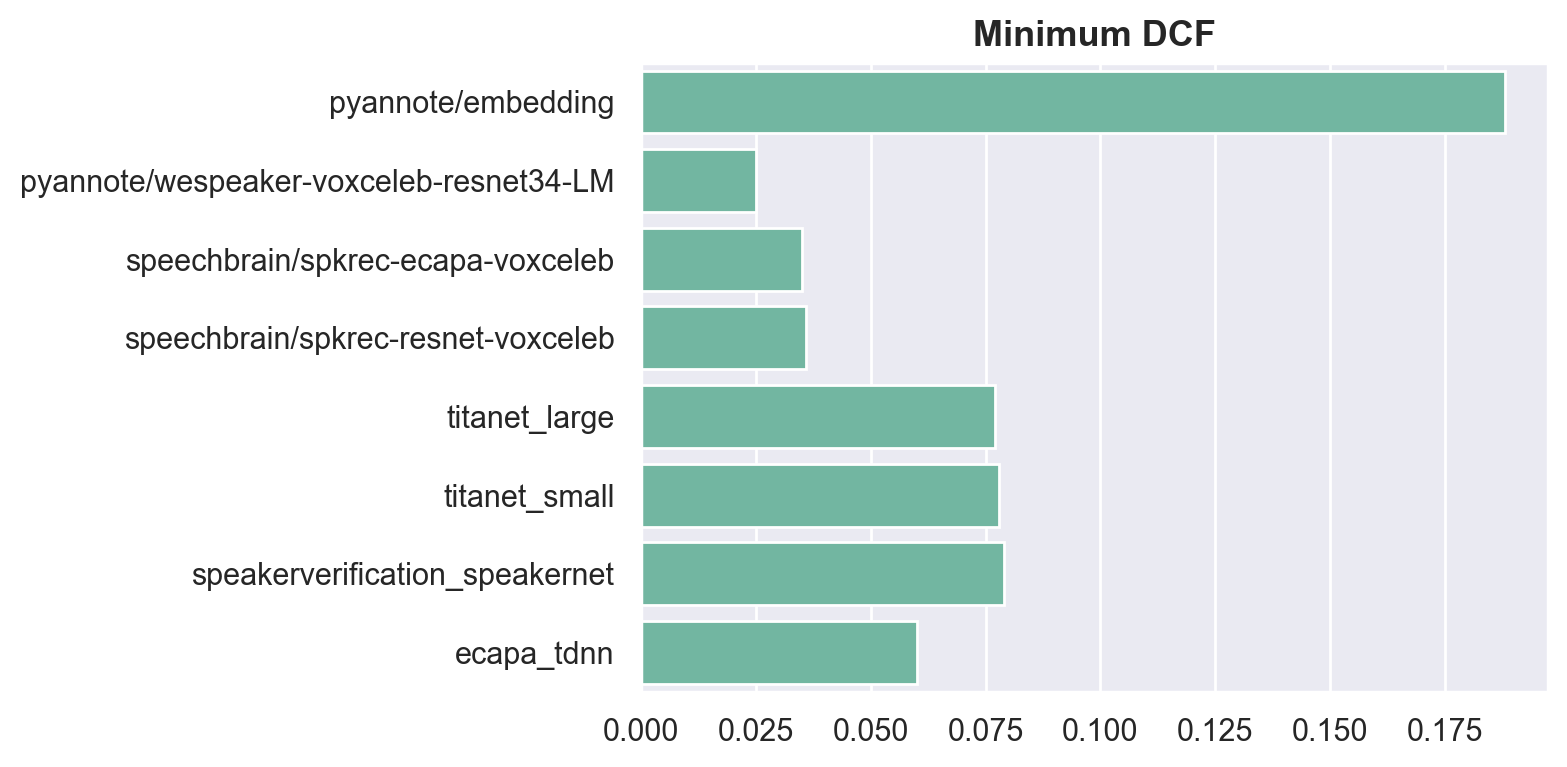 Minimum DCF
pyannote/embedding
pyannote/wespeaker-voxceleb-resnet34-LM
speechbrain/spkrec-ecapa-voxceleb
speechbrain/spkrec-resnet-voxceleb
titanet_large
titanet_small
speakerverification_speakernet
ecapa_tdnn
0.000 0.025 0.050 0.075 0.100 0.125 0.150 0.175